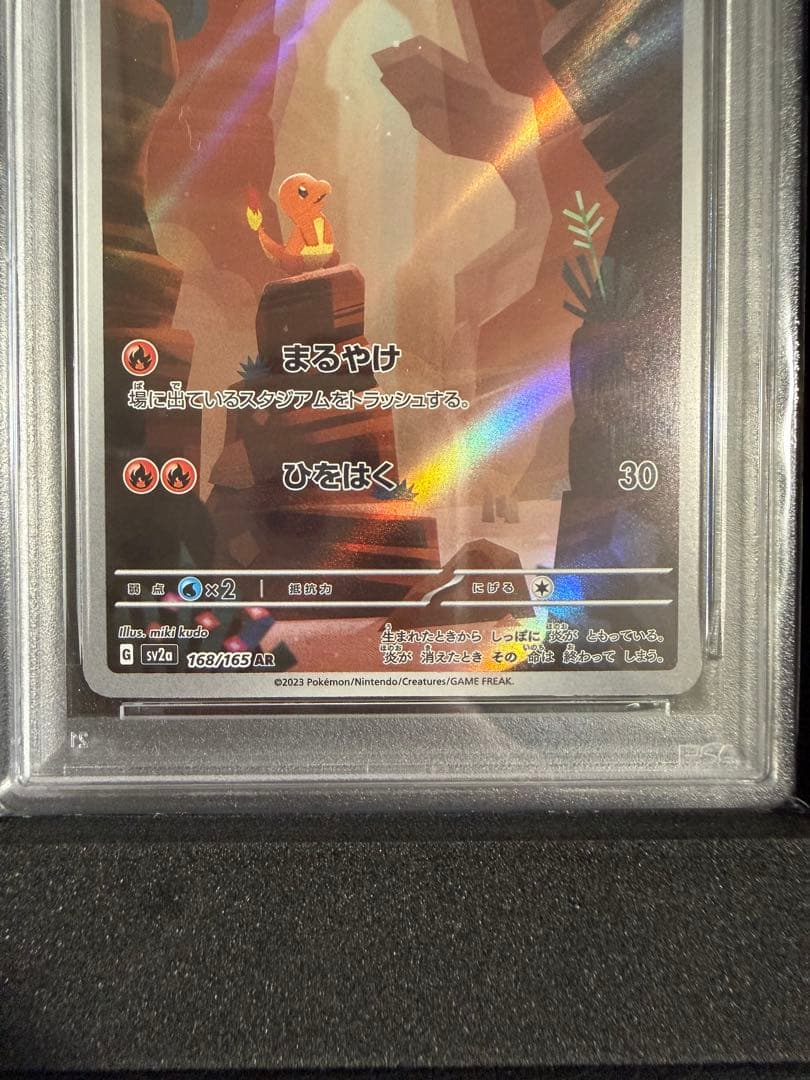 まるやけ
場に出ているスタジアムをトラッシュする。
ひをはく 30
弱点 ×2 抵抗力 にげる
Illus. miki kudo
生まれたときから しっぽに 炎が ともっている。
炎が 消えたとき その 命は 終わって しまう。
G sv2a 168/165 AR
©2023 Pokémon/Nintendo/Creatures/GAME FREAK.
PSA